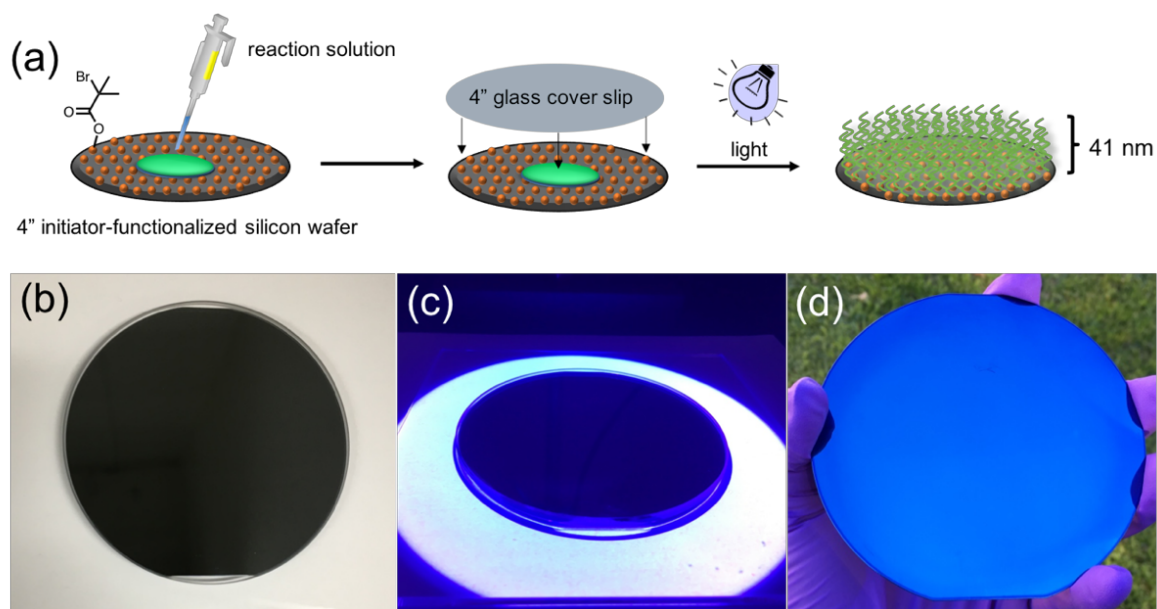 (a)
reaction solution
Br
O
O
4” glass cover slip
light
41 nm
4” initiator-functionalized silicon wafer
(b)
(c)
(d)